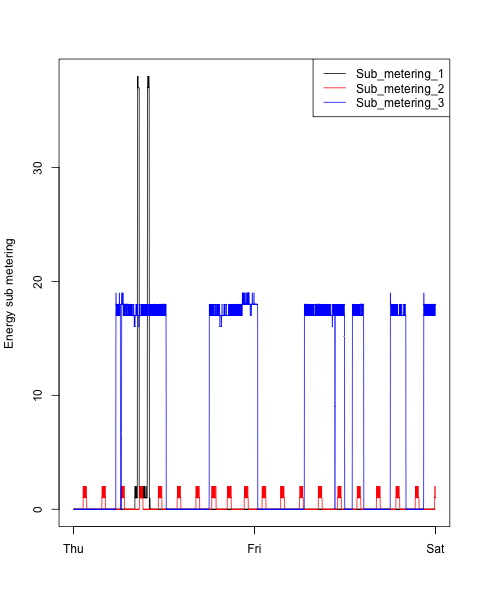 Sub_metering_1
Sub_metering_2
Sub_metering_3
Energy sub metering
30
20
10
0
Thu Fri Sat